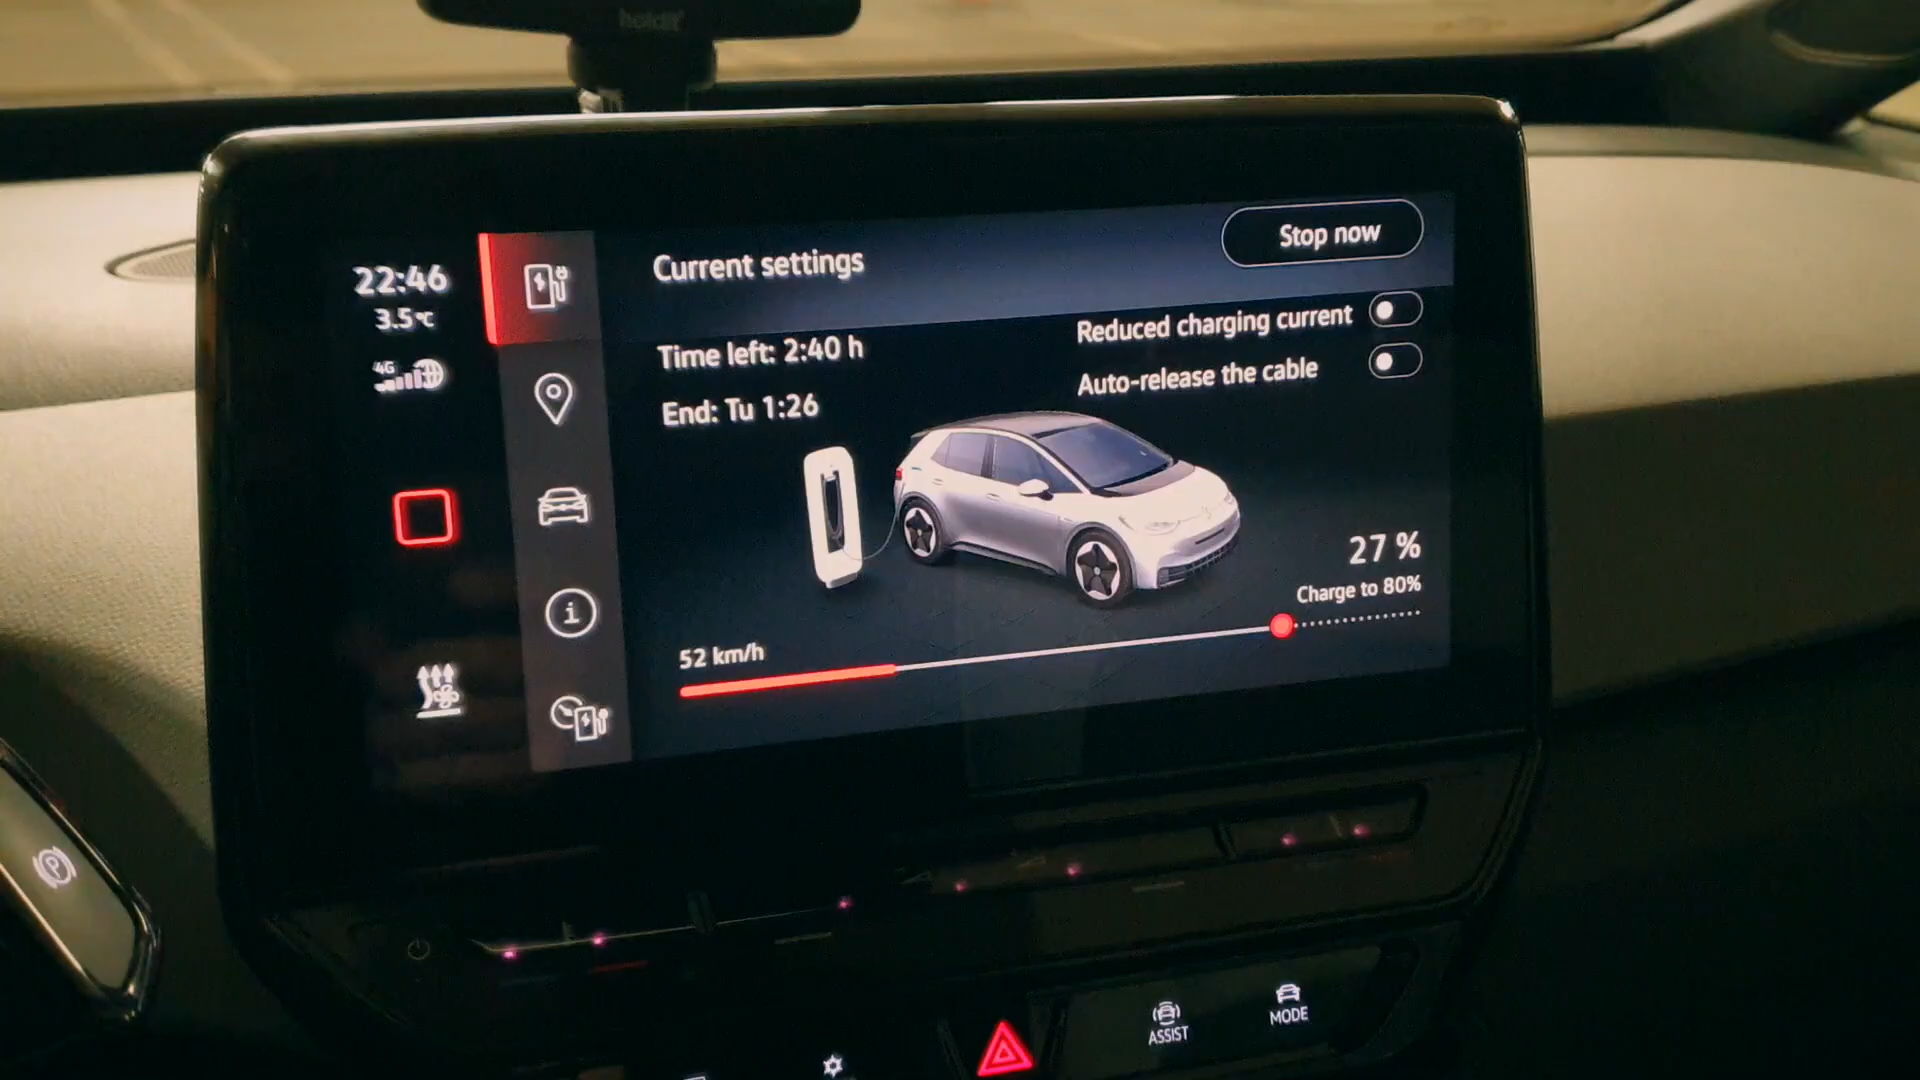 holdit
22:46
3.5°C
4G
Current settings
Stop now
Time left: 2:40 h
End: Tu 1:26
Reduced charging current
Auto-release the cable
27 %
Charge to 80%
52 km/h
P
ASSIST
MODE